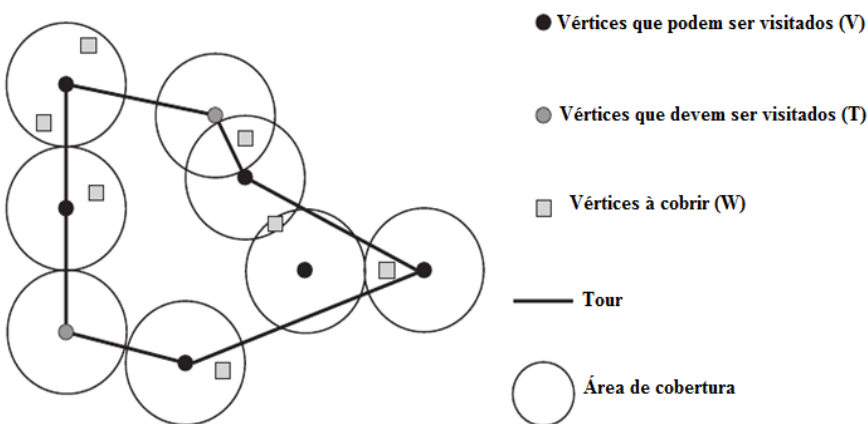 Vértices que podem ser visitados (V)
Vértices que devem ser visitados (T)
Vértices à cobrir (W)
Tour
Área de cobertura